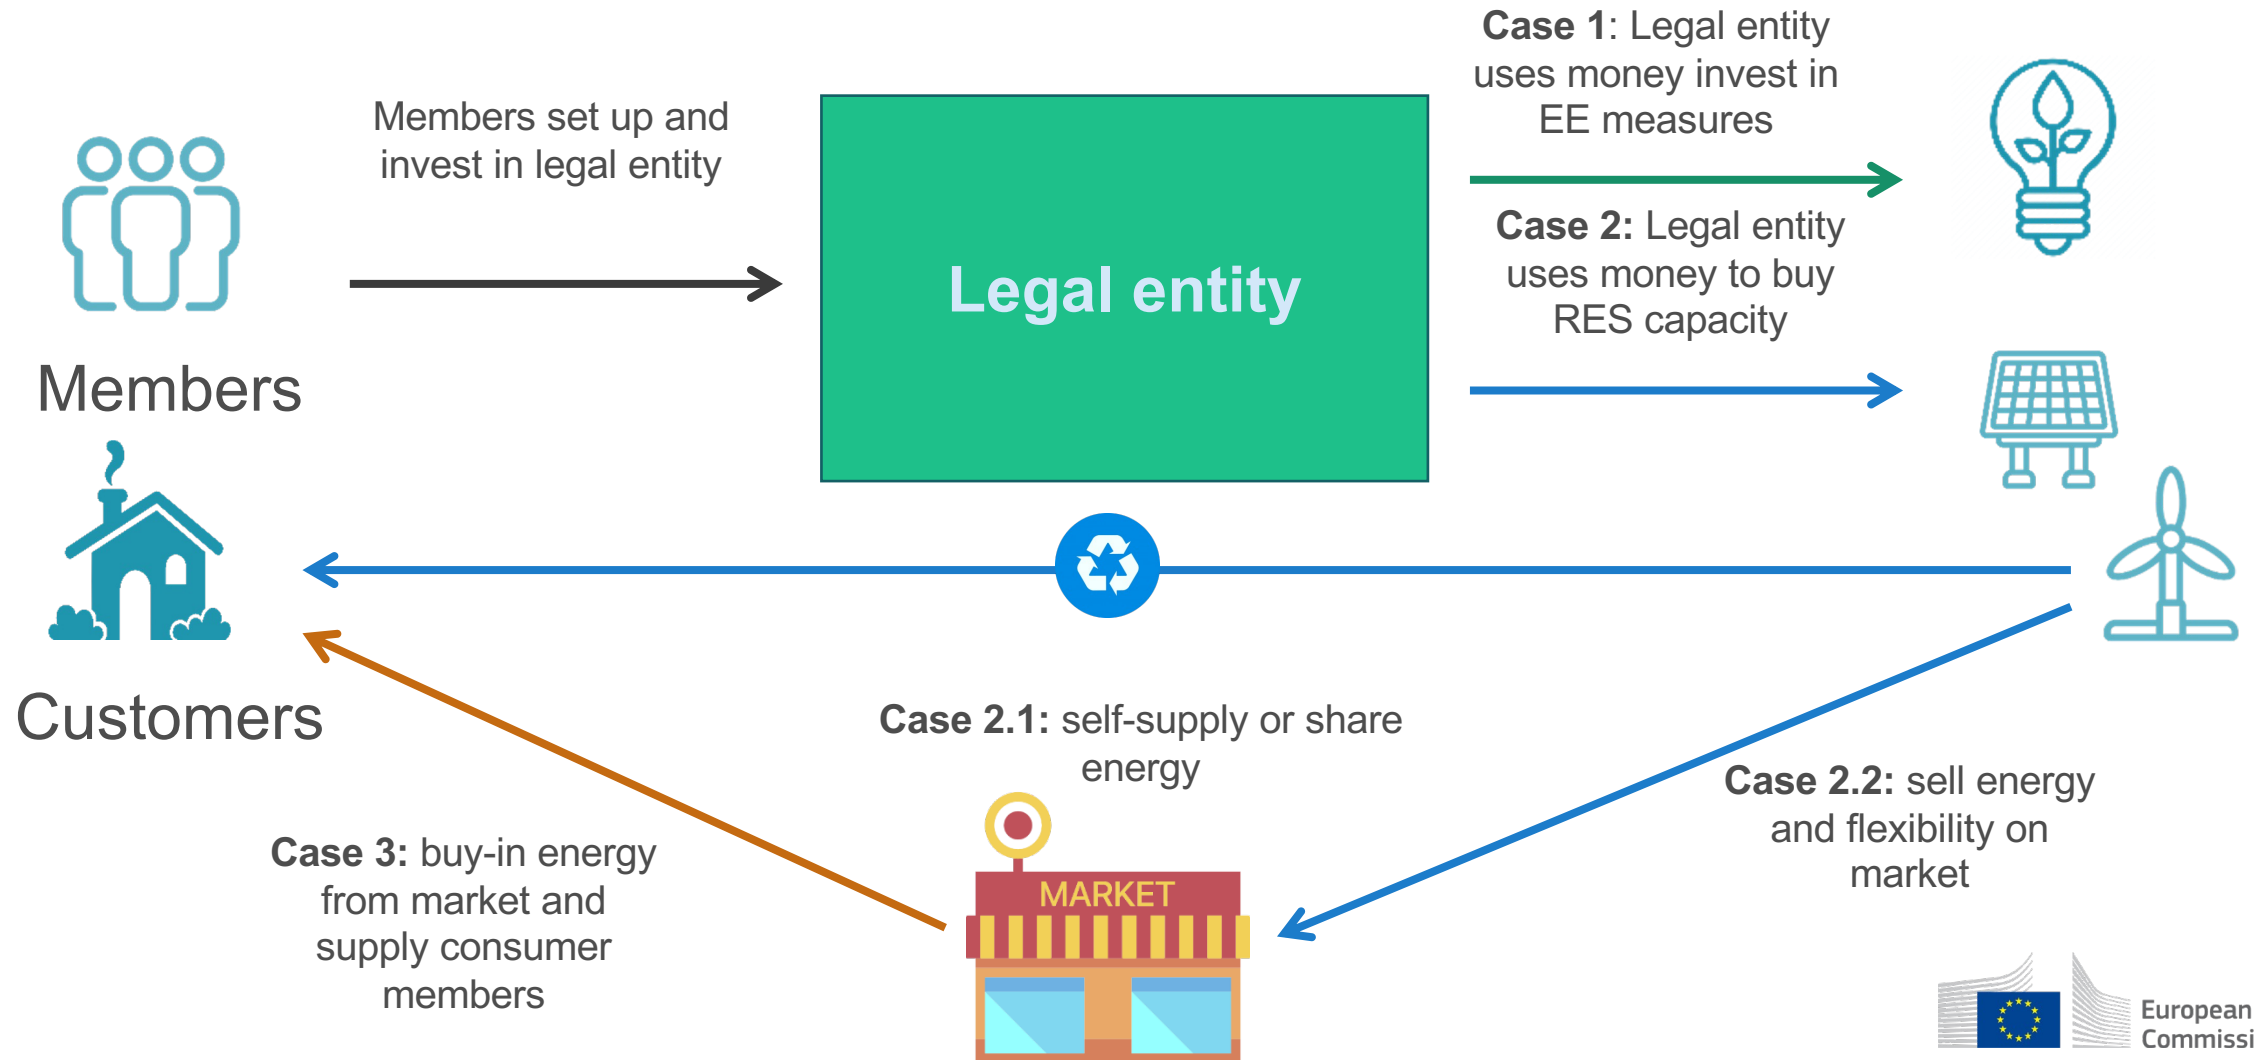 Members set up and
invest in legal entity
Members
Legal entity
Case 1: Legal entity
uses money invest in
EE measures
Case 2: Legal entity
uses money to buy
RES capacity
Customers
Case 2.1: self-supply or share
energy
Case 2.2: sell energy
and flexibility on
market
Case 3: buy-in energy
from market and
supply consumer
members
MARKET
European
Commissi